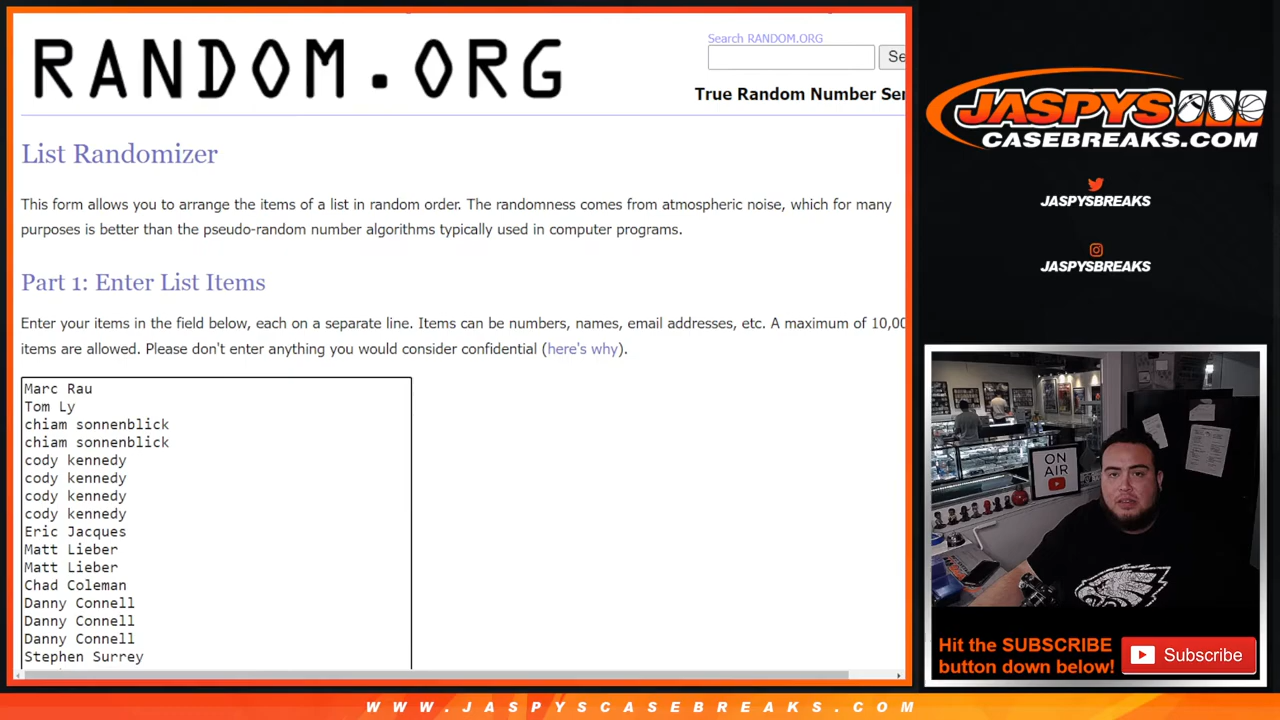 RANDOM.ORG
Search RANDOM.ORG
Se
True Random Number Ser
List Randomizer
This form allows you to arrange the items of a list in random order. The randomness comes from atmospheric noise, which for many
purposes is better than the pseudo-random number algorithms typically used in computer programs.
Part 1: Enter List Items
Enter your items in the field below, each on a separate line. Items can be numbers, names, email addresses, etc. A maximum of 10,00
items are allowed. Please don't enter anything you would consider confidential (here's why).
Marc Rau
Tom Ly
chiam sonnenblick
chiam sonnenblick
cody kennedy
cody kennedy
cody kennedy
cody kennedy
Eric Jacques
Matt Lieber
Matt Lieber
Chad Coleman
Danny Connell
Danny Connell
Danny Connell
Stephen Surrey
JASPYS
CASEBREAKS.COM
JASPYSBREAKS
JASPYSBREAKS
ON
AIR
Hit the SUBSCRIBE
button down below!
Subscribe
WWW.JASPYSCASEBREAKS.COM